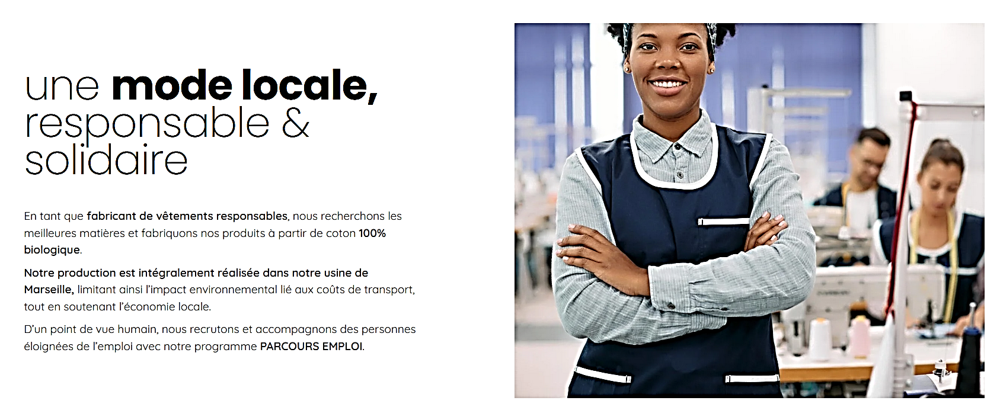 une mode locale,
responsable &
solidaire
En tant que fabricant de vêtements responsables, nous recherchons les
meilleures matières et fabriquons nos produits à partir de coton 100%
biologique.
Notre production est intégralement réalisée dans notre usine de
Marseille, limitant ainsi l’impact environnemental lié aux coûts de transport,
tout en soutenant l’économie locale.
D’un point de vue humain, nous recrutons et accompagnons des personnes
éloignées de l’emploi avec notre programme PARCOURS EMPLOI.